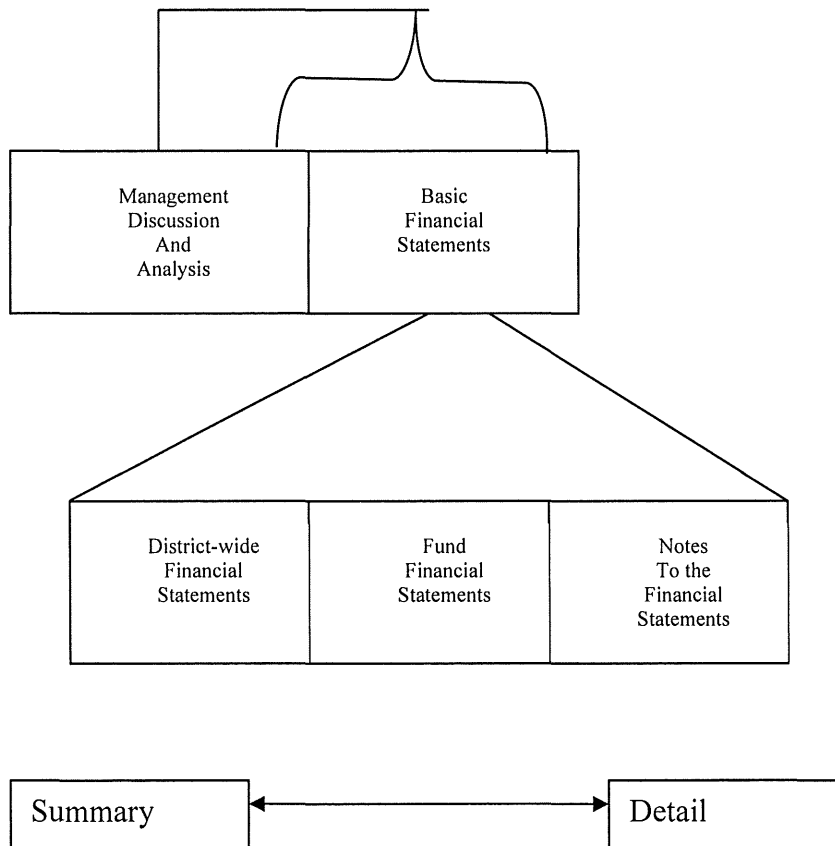 Management
Discussion
And
Analysis
Basic
Financial
Statements
District-wide
Financial
Statements
Fund
Financial
Statements
Notes
To the
Financial
Statements
Summary
Detail